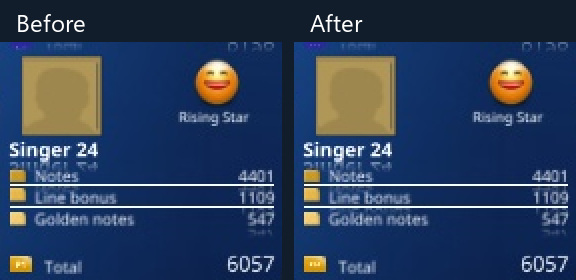 Before
After
Rising Star
Rising Star
Singer 24
Singer 24
Notes 4401
Notes 4401
Line bonus 1109
Line bonus 1109
Golden notes 547
Golden notes 547
Total 6057
Total 6057